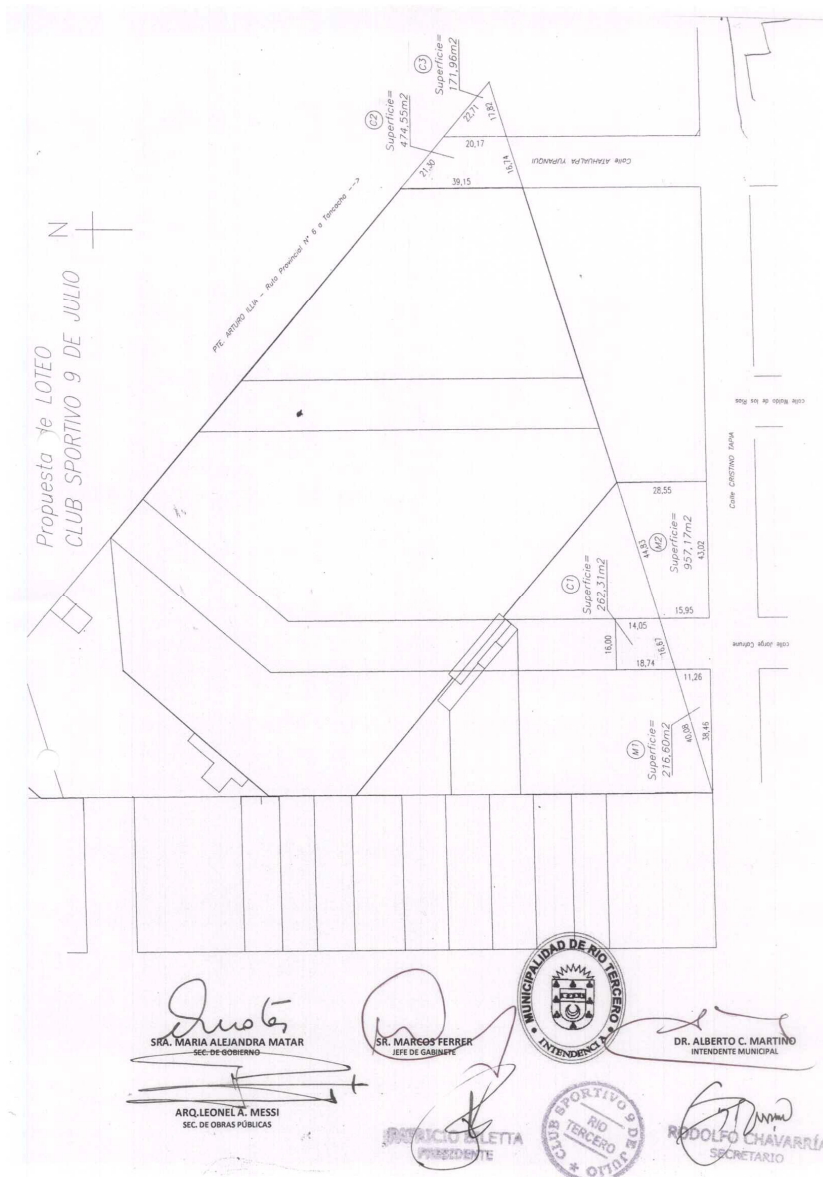 Propuesta de LOTEO
CLUB SPORTIVO 9 DE JULIO
N
PTE. ARTURO ILLIA - Ruta Provincial N° 6 a Tancacha -->
C3
Superficie=
171,96m2
C2
Superficie=
474,55m2
22,71
17,82
20,17
21,30
16,74
39,15
Calle ATAHUALPA YUPANQUI
calle Waldo de los Rios
Calle CRISTINO TAPIA
28,55
44,83
M2
Superficie=
957,17m2
43,02
C1
Superficie=
262,31m2
15,95
14,05
16,00
16,87
18,74
calle Jorge Cafrune
11,26
M1
Superficie=
216,60m2
40,08
38,46
MUNICIPALIDAD DE RIO TERCERO
INTENDENCIA
SRA. MARIA ALEJANDRA MATAR
SEC. DE GOBIERNO
SR. MARCOS FERRER
JEFE DE GABINETE
DR. ALBERTO C. MARTINO
INTENDENTE MUNICIPAL
ARQ.LEONEL A. MESSI
SEC. DE OBRAS PÚBLICAS
PRESIDENTE
CLUB SPORTIVO 9 DE JULIO
RIO
TERCERO
RODOLFO CHAVARRÍA
SECRETARIO